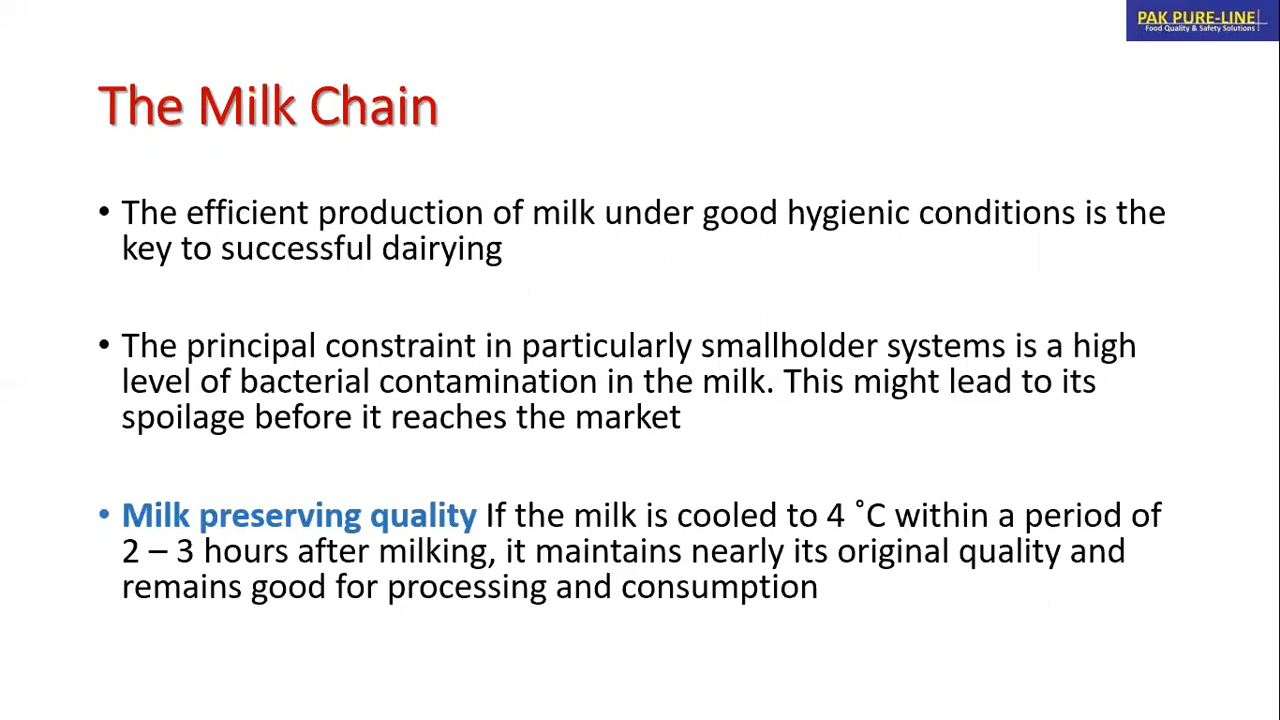 PAK PURE-LINE
Food Quality & Safety Solutions
The Milk Chain
• The efficient production of milk under good hygienic conditions is the
key to successful dairying
• The principal constraint in particularly smallholder systems is a high
level of bacterial contamination in the milk. This might lead to its
spoilage before it reaches the market
• Milk preserving quality If the milk is cooled to 4 ˚C within a period of
2 – 3 hours after milking, it maintains nearly its original quality and
remains good for processing and consumption